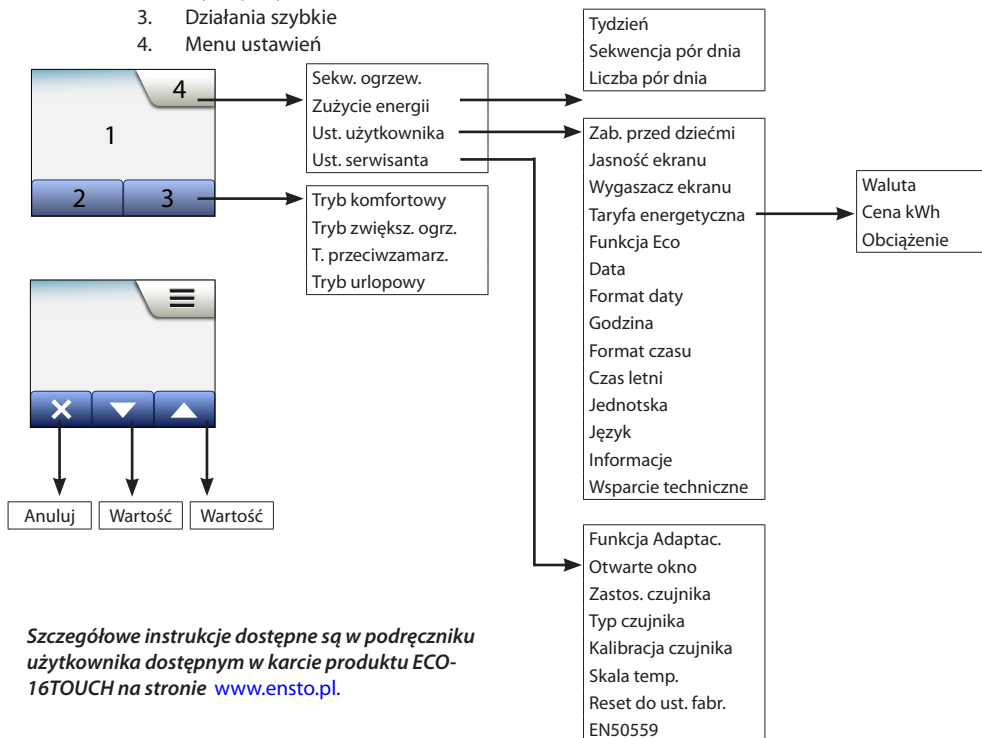 3. Działania szybkie
4. Menu ustawień
4
1
2
3
Sekw. ogrzew.
Zużycie energii
Ust. użytkownika
Ust. serwisanta
Tryb komfortowy
Tryb zwiększ. ogrz.
T. przeciwzamarz.
Tryb urlopowy
Tydzień
Sekwencja pór dnia
Liczba pór dnia
Zab. przed dziećmi
Jasność ekranu
Wygaszacz ekranu
Taryfa energetyczna
Funkcja Eco
Data
Format daty
Godzina
Format czasu
Czas letni
Jednotska
Język
Informacje
Wsparcie techniczne
Waluta
Cena kWh
Obciążenie
Anuluj
Wartość
Wartość
Funkcja Adaptac.
Otwarte okno
Zastos. czujnika
Typ czujnika
Kalibracja czujnika
Skala temp.
Reset do ust. fabr.
EN50559
Szczegółowe instrukcje dostępne są w podręczniku
użytkownika dostępnym w karcie produktu ECO-
16TOUCH na stronie www.ensto.pl.